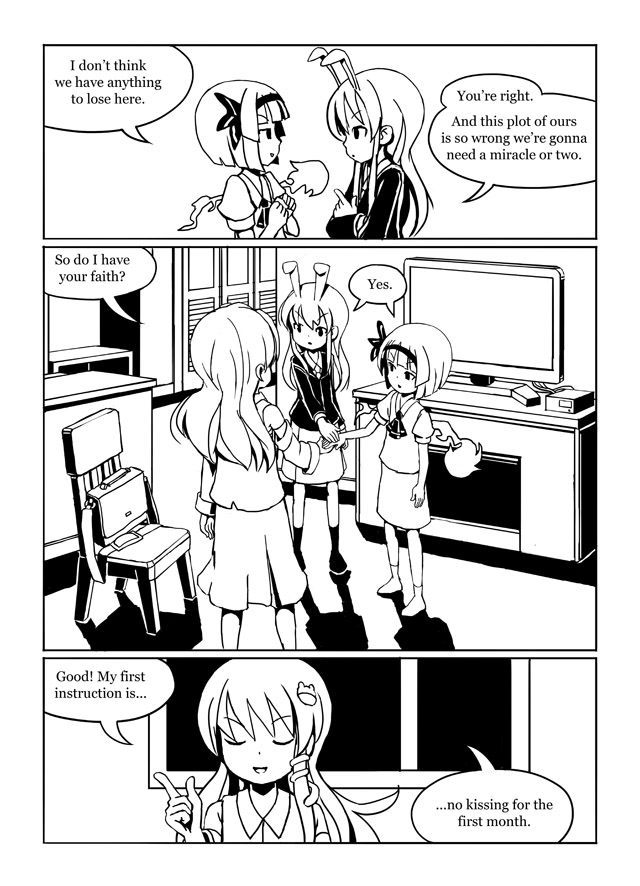 I don't think
we have anything
to lose here.
You're right.
And this plot of ours
is so wrong we're gonna
need a miracle or two.
So do I have
your faith?
Yes.
Good! My first
instruction is...
...no kissing for the
first month.